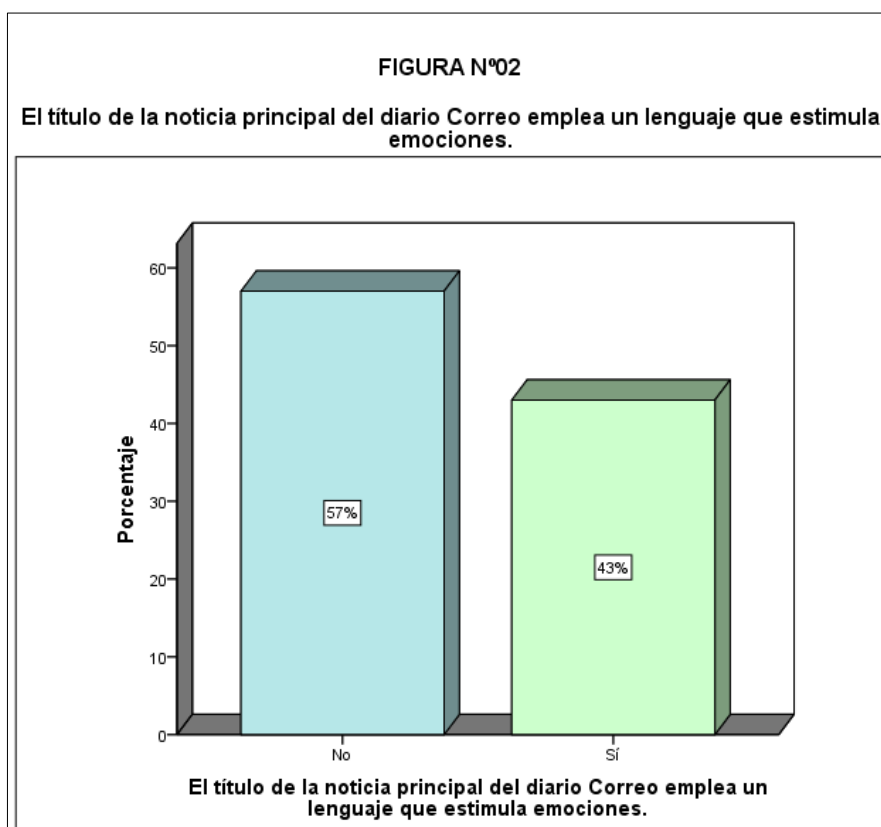 FIGURA Nº02
El título de la noticia principal del diario Correo emplea un lenguaje que estimula
emociones.
60
50
40
30
20
10
0
Porcentaje
57%
43%
No
Sí
El título de la noticia principal del diario Correo emplea un
lenguaje que estimula emociones.